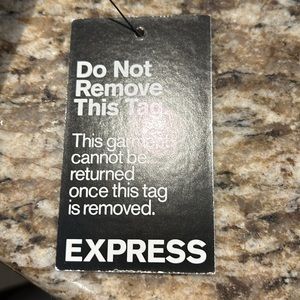 Do Not
Remove
This Tag.
This garment
cannot be
returned
once this tag
is removed.
EXPRESS